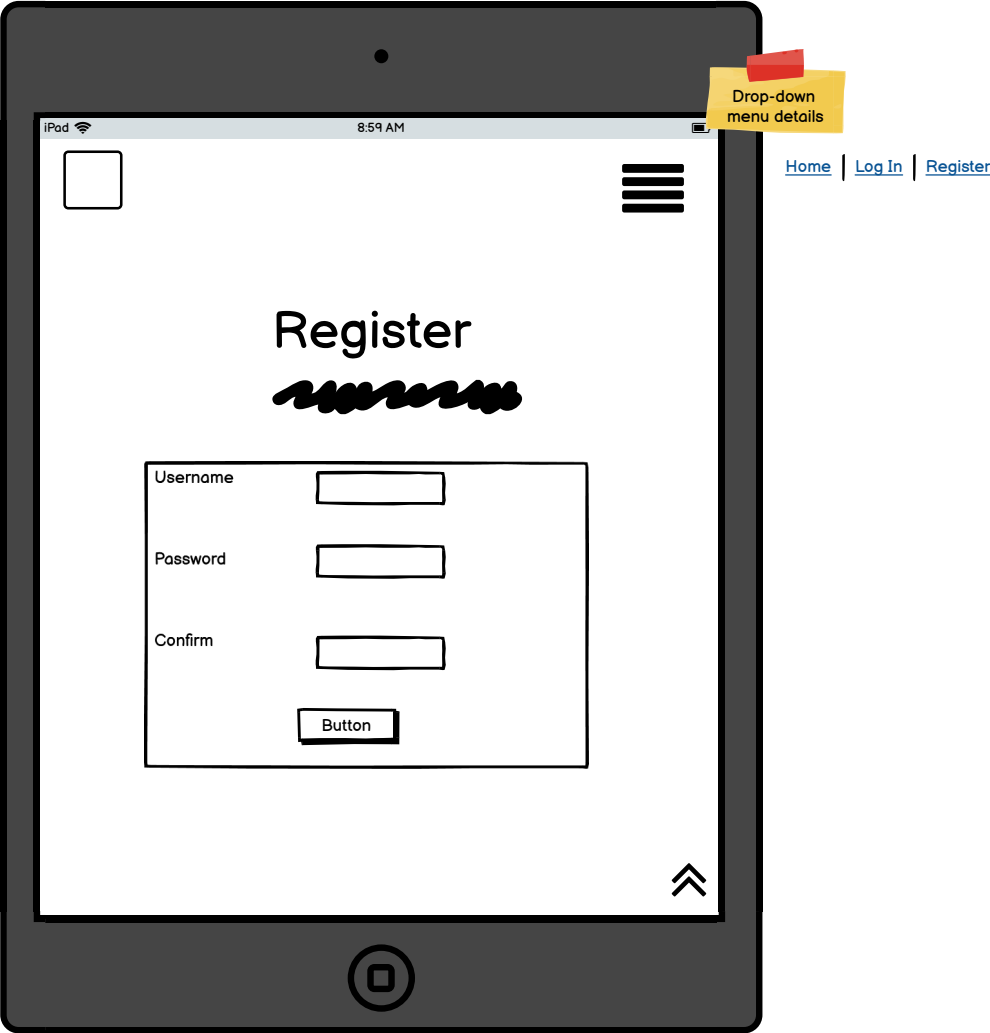 iPad
8:59 AM
Drop-down
menu details
Home | Log In | Register
Register
Username
Password
Confirm
Button